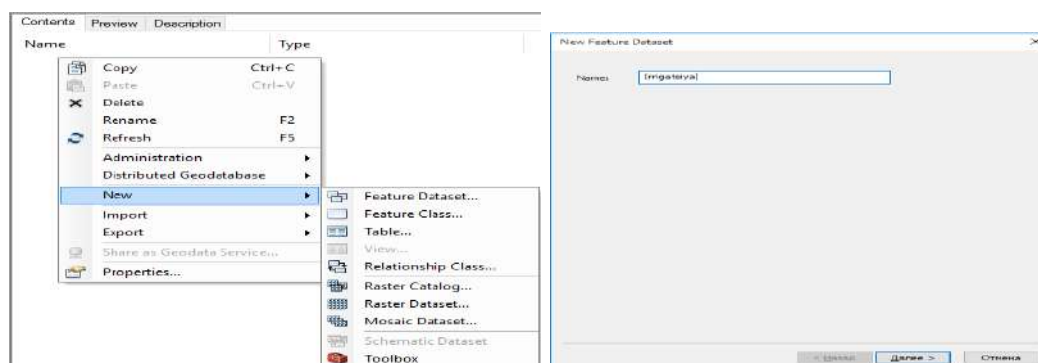 Contents Preview Description
Name Type
Copy Ctrl+C
Paste Ctrl+V
Delete
Rename F2
Refresh F5
Administration
Distributed Geodatabase
New
Import
Export
Share as Geodata Service...
Properties...
Feature Dataset...
Feature Class...
Table...
View...
Relationship Class...
Raster Catalog...
Raster Dataset...
Mosaic Dataset...
Schematic Dataset
Toolbox
New Feature Dataset
Name:
< Назад Далее > Отмена